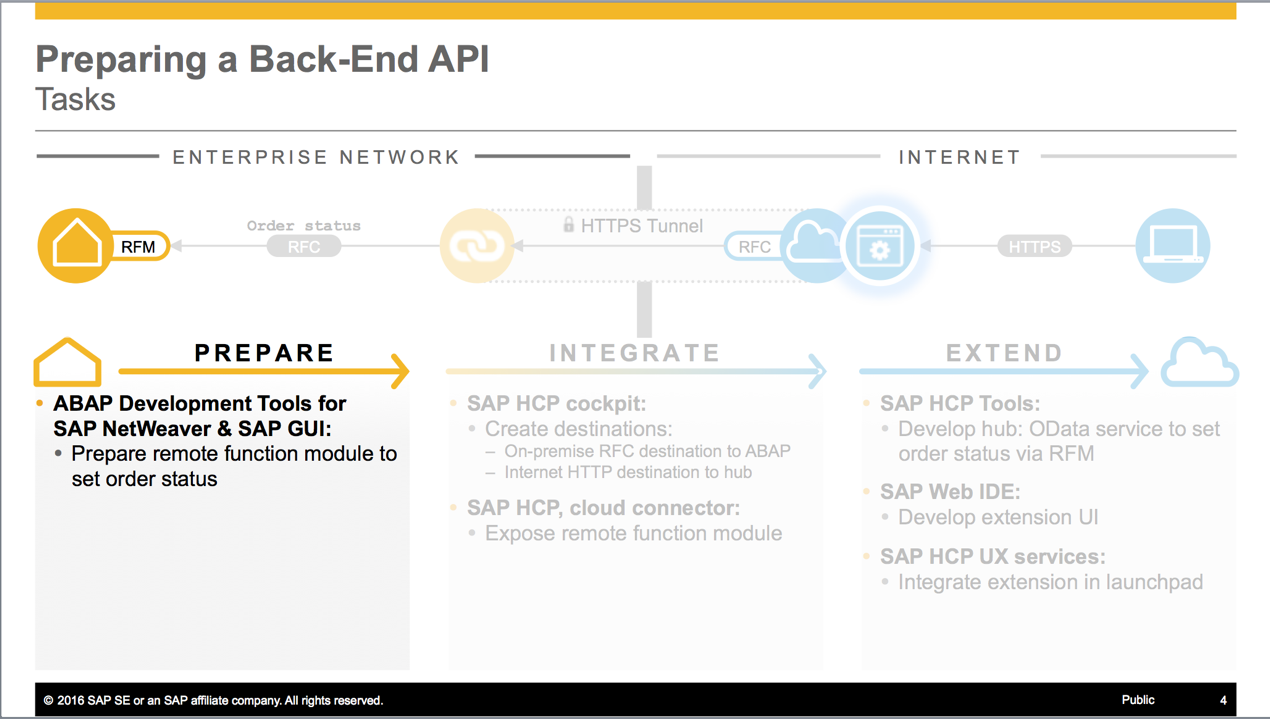 Preparing a Back-End API
Tasks
ENTERPRISE NETWORK
INTERNET
RFM
Order status
RFC
HTTPS Tunnel
RFC
HTTPS
PREPARE
• ABAP Development Tools for
SAP NetWeaver & SAP GUI:
• Prepare remote function module to
set order status
INTEGRATE
• SAP HCP cockpit:
• Create destinations:
– On-premise RFC destination to ABAP
– Internet HTTP destination to hub
• SAP HCP, cloud connector:
• Expose remote function module
EXTEND
• SAP HCP Tools:
• Develop hub: OData service to set
order status via RFM
• SAP Web IDE:
• Develop extension UI
• SAP HCP UX services:
• Integrate extension in launchpad
© 2016 SAP SE or an SAP affiliate company. All rights reserved.
Public
4